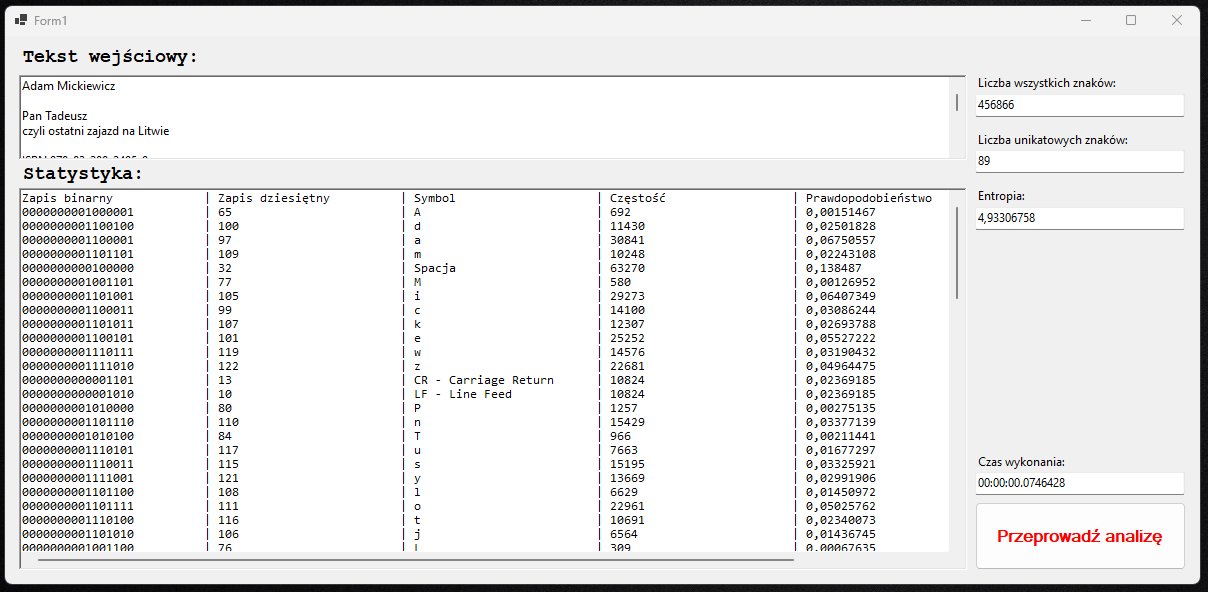 Form1
Tekst wejściowy:
Adam Mickiewicz
Pan Tadeusz
czyli ostatni zajazd na Litwie
Liczba wszystkich znaków:
456866
Liczba unikatowych znaków:
89
Entropia:
4,93306758
Statystyka:
Zapis binarny | Zapis dziesiętny | Symbol | Częstość | Prawdopodobieństwo
0000000001000001 | 65 | A | 692 | 0,00151467
0000000001100100 | 100 | d | 11430 | 0,02501828
0000000001100001 | 97 | a | 30841 | 0,06750557
0000000001101101 | 109 | m | 10248 | 0,02243108
0000000000100000 | 32 | Spacja | 63270 | 0,138487
0000000001001101 | 77 | M | 580 | 0,00126952
0000000001101001 | 105 | i | 29273 | 0,06407349
0000000001100011 | 99 | c | 14100 | 0,03086244
0000000001101011 | 107 | k | 12307 | 0,02693788
0000000001100101 | 101 | e | 25252 | 0,05527222
0000000001110111 | 119 | w | 14576 | 0,03190432
0000000001111010 | 122 | z | 22681 | 0,04964475
0000000000001101 | 13 | CR - Carriage Return | 10824 | 0,02369185
0000000000001010 | 10 | LF - Line Feed | 10824 | 0,02369185
0000000001010000 | 80 | P | 1257 | 0,00275135
0000000001101110 | 110 | n | 15429 | 0,03377139
0000000001010100 | 84 | T | 966 | 0,00211441
0000000001110101 | 117 | u | 7663 | 0,01677297
0000000001110011 | 115 | s | 15195 | 0,03325921
0000000001111001 | 121 | y | 13669 | 0,02991906
0000000001101100 | 108 | l | 6629 | 0,01450972
0000000001101111 | 111 | o | 22961 | 0,05025762
0000000001110100 | 116 | t | 10691 | 0,02340073
0000000001101010 | 106 | j | 6564 | 0,01436745
0000000001001100 | 76 | L | 309 | 0,00067635
Czas wykonania:
00:00:00.0746428
Przeprowadź analizę